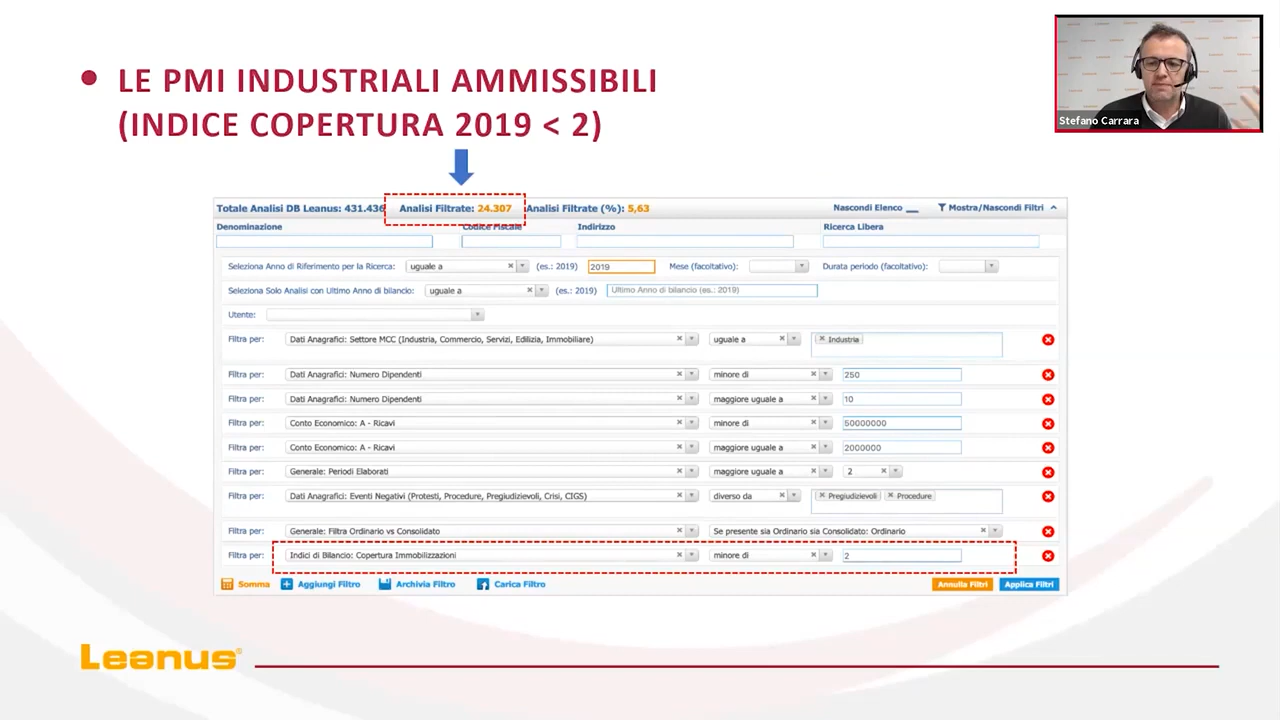 LE PMI INDUSTRIALI AMMISSIBILI
(INDICE COPERTURA 2019 < 2)
Stefano Carrara
Totale Analisi DB Leanus: 431.436 Analisi Filtrate: 24.307 Analisi Filtrate (%): 5,63 Nascondi Elenco Mostra/Nascondi Filtri
Denominazione Codice Fiscale Indirizzo Ricerca Libera
Seleziona Anno di Riferimento per la Ricerca: uguale a (es.: 2019) 2019 Mese (facoltativo): Durata periodo (facoltativo):
Seleziona Solo Analisi con Ultimo Anno di bilancio: uguale a (es.: 2019) Ultimo Anno di bilancio (es.: 2019)
Utente:
Filtra per: Dati Anagrafici: Settore MCC (Industria, Commercio, Servizi, Edilizia, Immobiliare) uguale a Industria
Filtra per: Dati Anagrafici: Numero Dipendenti minore di 250
Filtra per: Dati Anagrafici: Numero Dipendenti maggiore uguale a 10
Filtra per: Conto Economico: A - Ricavi minore di 50000000
Filtra per: Conto Economico: A - Ricavi maggiore uguale a 2000000
Filtra per: Generale: Periodi Elaborati maggiore uguale a 2
Filtra per: Dati Anagrafici: Eventi Negativi (Protesti, Procedure, Pregiudizievoli, Crisi, CIGS) diverso da Pregiudizievoli Procedure
Filtra per: Generale: Filtra Ordinario vs Consolidato Se presente sia Ordinario sia Consolidato: Ordinario
Filtra per: Indici di Bilancio: Copertura Immobilizzazioni minore di 2
Somma Aggiungi Filtro Archivia Filtro Carica Filtro Annulla Filtri Applica Filtri
Leanus®